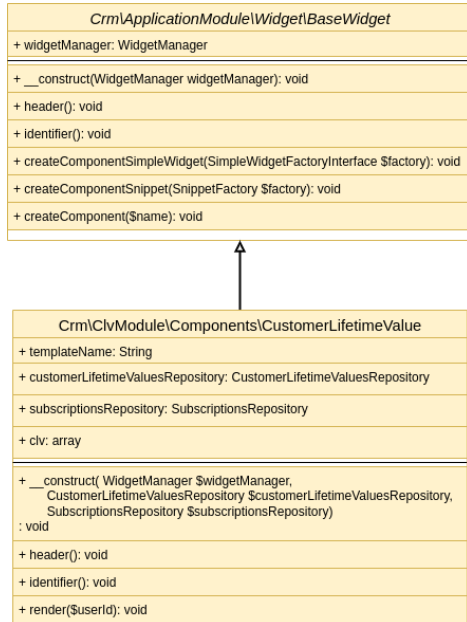 Crm\ApplicationModule\Widget\BaseWidget
+ widgetManager: WidgetManager
+ __construct(WidgetManager widgetManager): void
+ header(): void
+ identifier(): void
+ createComponentSimpleWidget(SimpleWidgetFactoryInterface $factory): void
+ createComponentSnippet(SnippetFactory $factory): void
+ createComponent($name): void
Crm\ClvModule\Components\CustomerLifetimeValue
+ templateName: String
+ customerLifetimeValuesRepository: CustomerLifetimeValuesRepository
+ subscriptionsRepository: SubscriptionsRepository
+ clv: array
+ __construct( WidgetManager $widgetManager,
CustomerLifetimeValuesRepository $customerLifetimeValuesRepository,
SubscriptionsRepository $subscriptionsRepository)
: void
+ header(): void
+ identifier(): void
+ render($userId): void